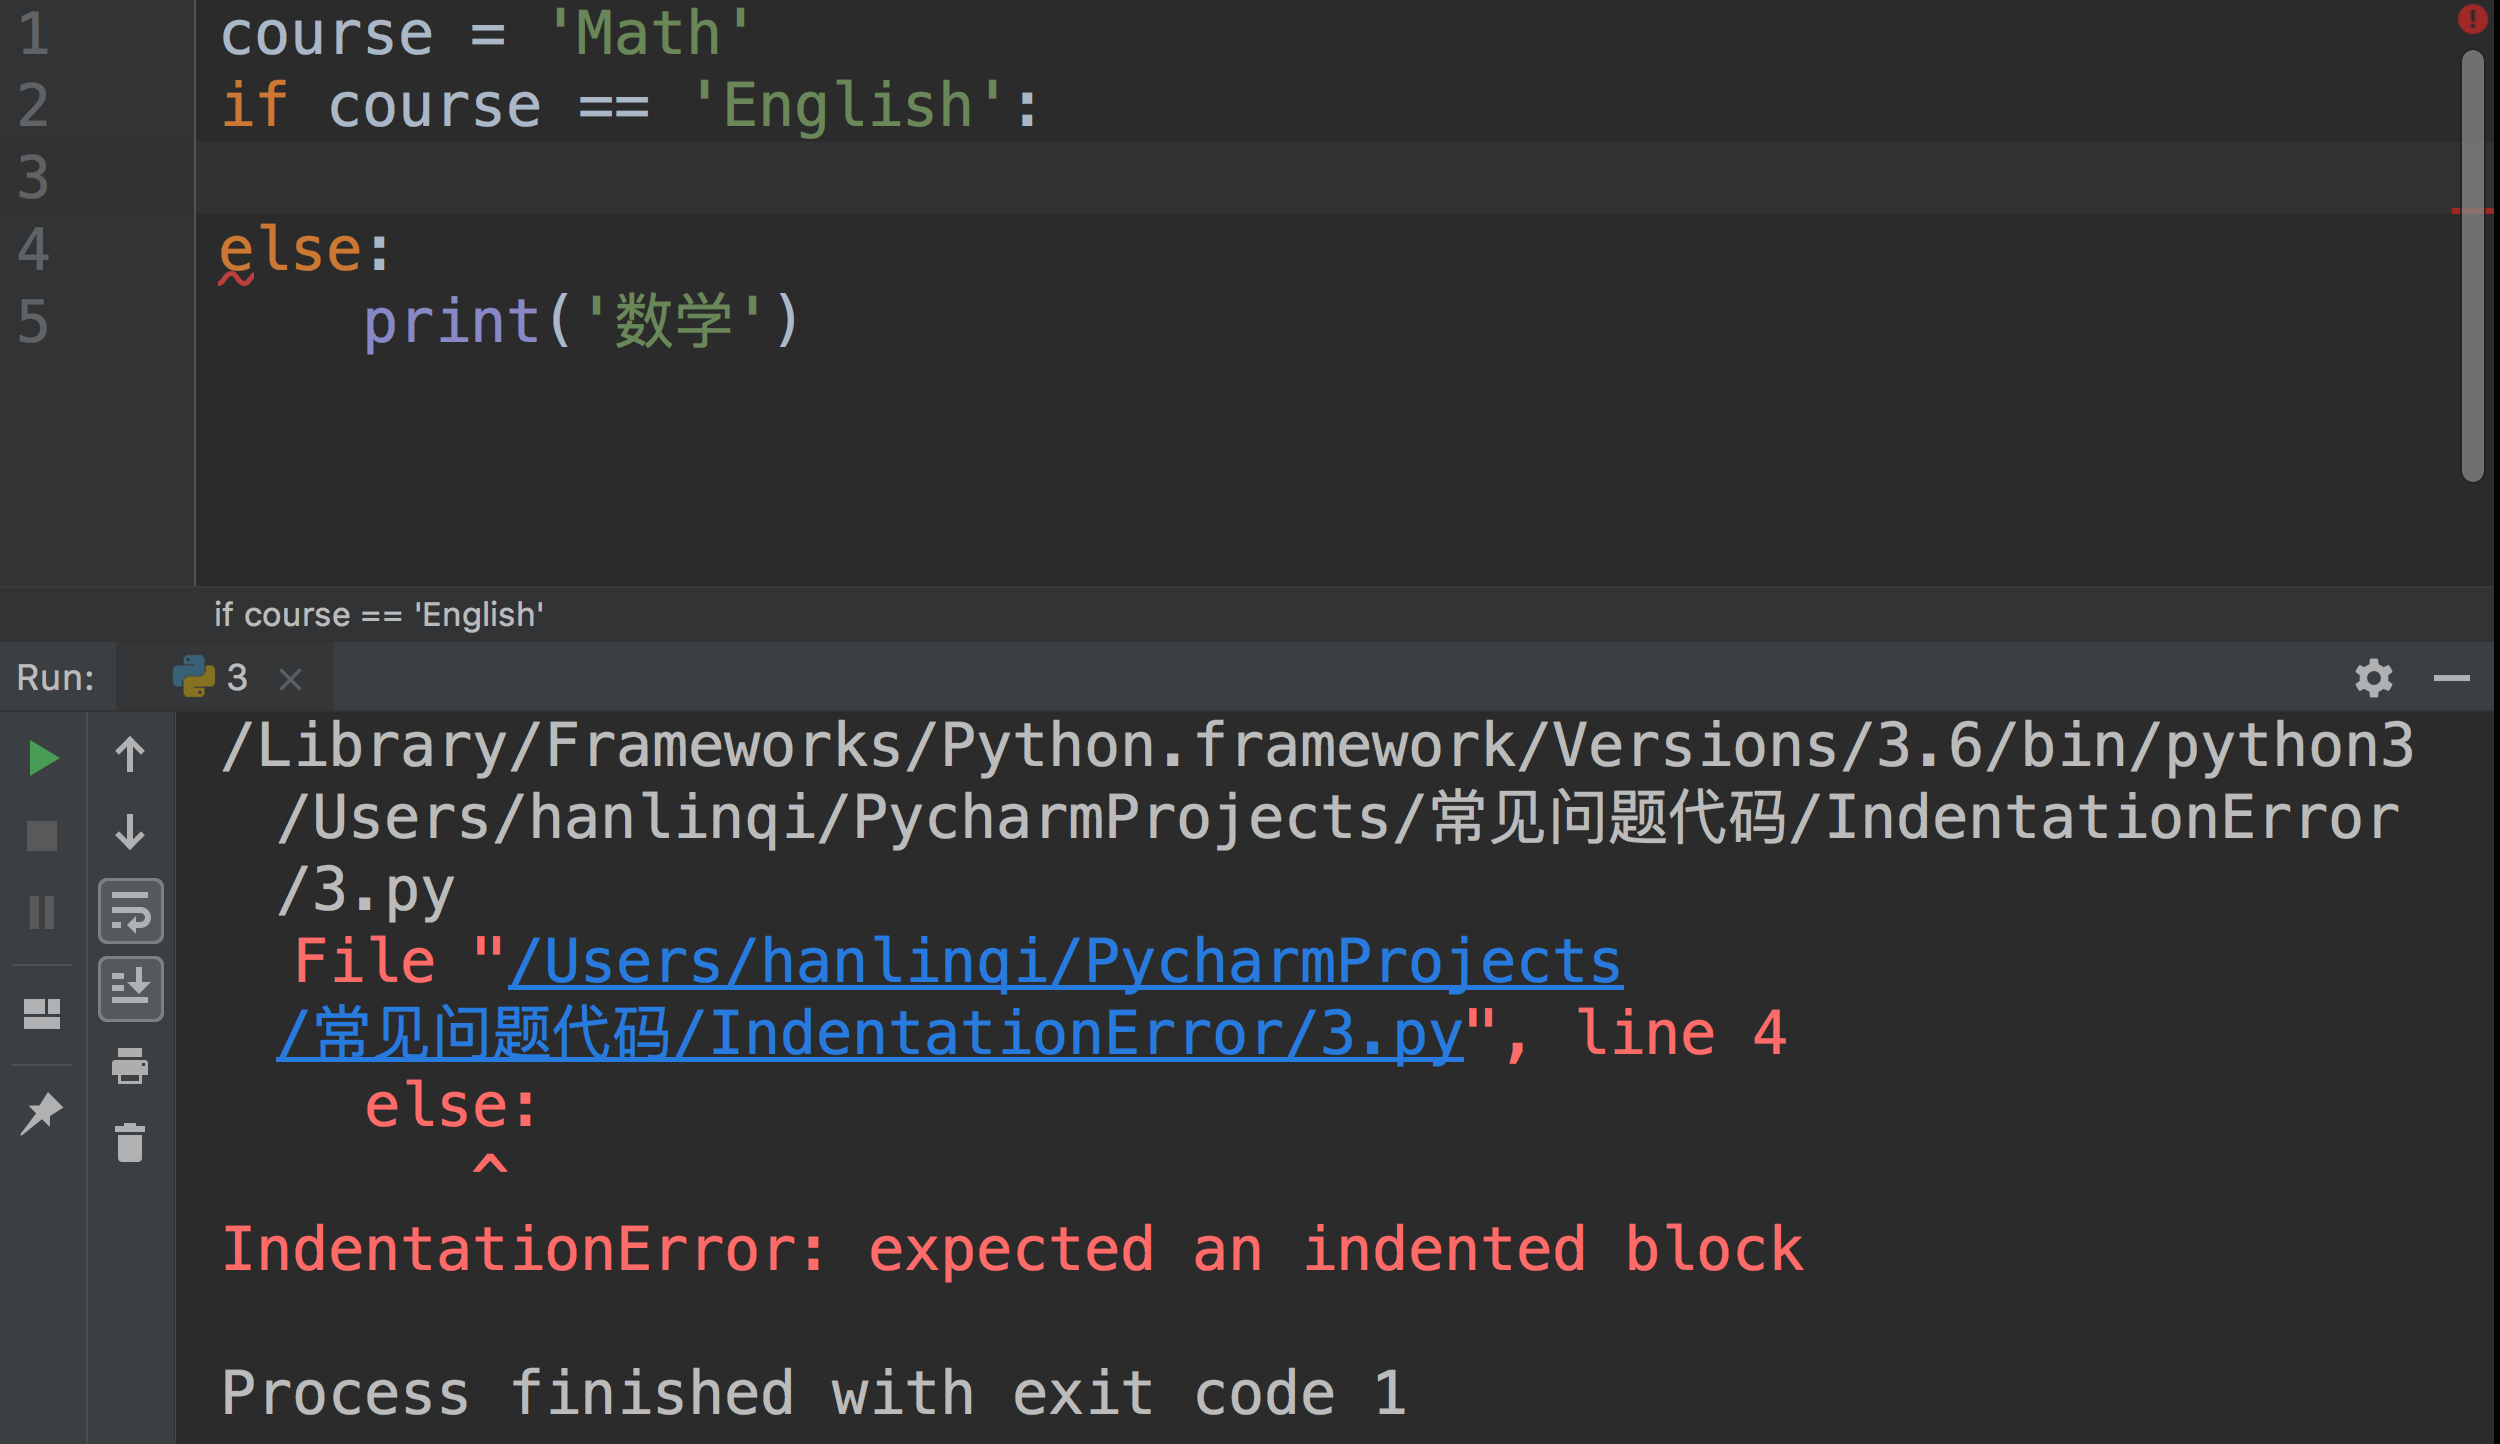 1 course = 'Math'
2 if course == 'English':
3
4 else:
5     print('数学')
if course == 'English'
Run: 3 ×
/Library/Frameworks/Python.framework/Versions/3.6/bin/python3
/Users/hanlinqi/PycharmProjects/常见问题代码/IndentationError
/3.py
File "/Users/hanlinqi/PycharmProjects
/常见问题代码/IndentationError/3.py", line 4
else:
^
IndentationError: expected an indented block
Process finished with exit code 1